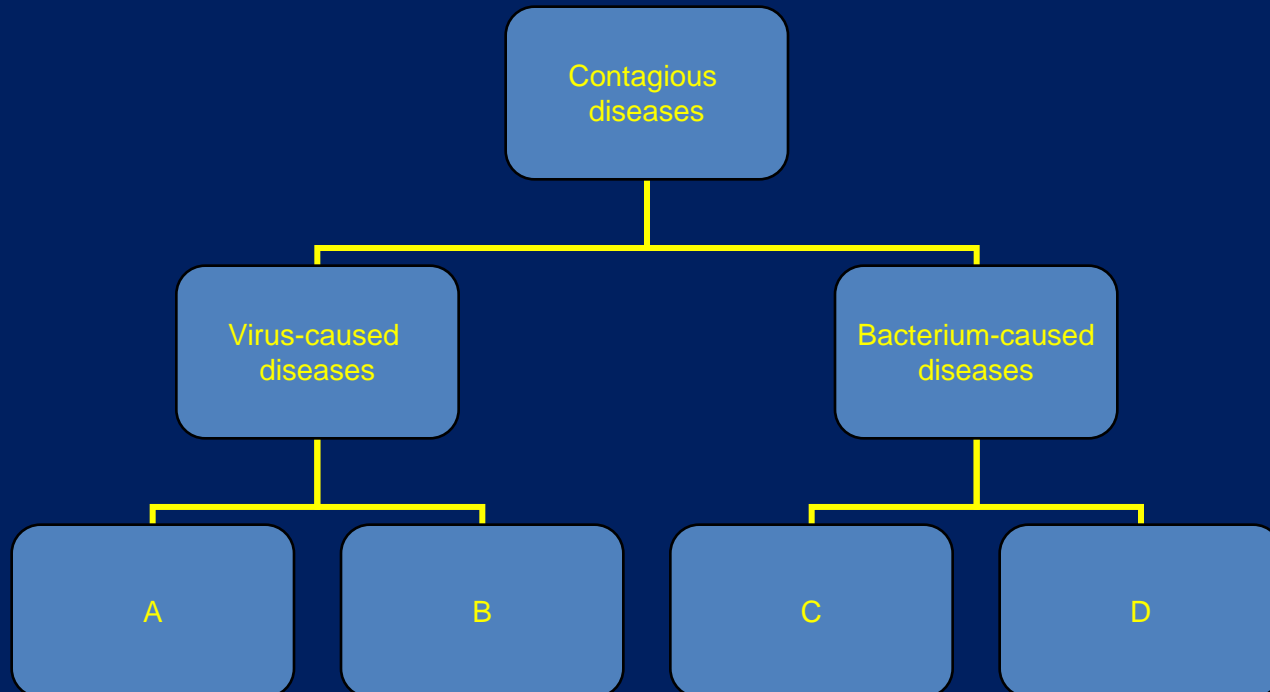 Contagious
diseases
Virus-caused
diseases
Bacterium-caused
diseases
A
B
C
D